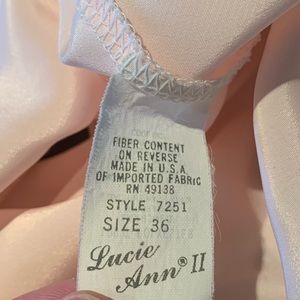 FIBER CONTENT
ON REVERSE
MADE IN U.S.A
OF IMPORTED FABRIC
RN 49138
STYLE 7251
SIZE 36
Lucie
Ann® II